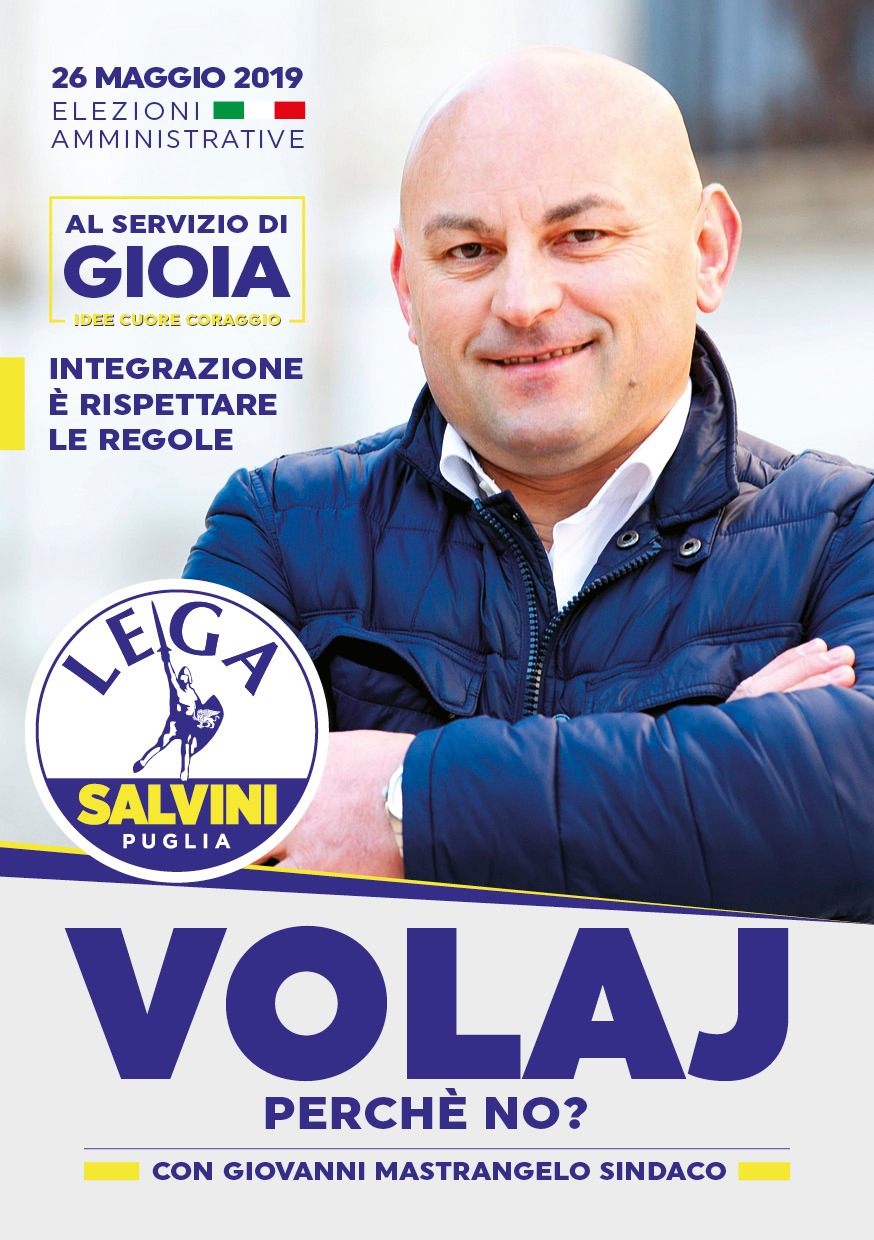 26 MAGGIO 2019
ELEZIONI
AMMINISTRATIVE
AL SERVIZIO DI
GIOIA
IDEE CUORE CORAGGIO
INTEGRAZIONE
È RISPETTARE
LE REGOLE
LEGA
SALVINI
PUGLIA
VOLAJ
PERCHÈ NO?
CON GIOVANNI MASTRANGELO SINDACO